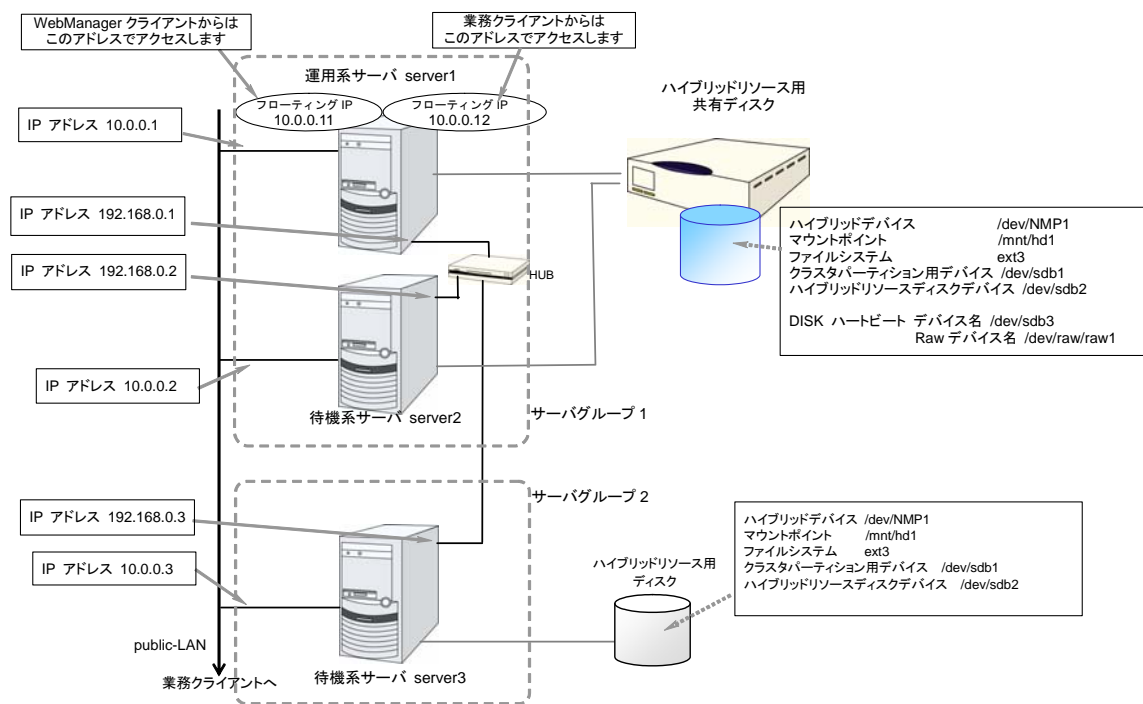 WebManager クライアントからは
このアドレスでアクセスします
業務クライアントからは
このアドレスでアクセスします
運用系サーバ server1
フローティング IP
10.0.0.11
フローティング IP
10.0.0.12
ハイブリッドリソース用
共有ディスク
IP アドレス 10.0.0.1
IP アドレス 192.168.0.1
IP アドレス 192.168.0.2
HUB
ハイブリッドデバイス /dev/NMP1
マウントポイント /mnt/hd1
ファイルシステム ext3
クラスタパーティション用デバイス /dev/sdb1
ハイブリッドリソースディスクデバイス /dev/sdb2
DISK ハートビート デバイス名 /dev/sdb3
Raw デバイス名 /dev/raw/raw1
IP アドレス 10.0.0.2
待機系サーバ server2
サーバグループ 1
サーバグループ 2
IP アドレス 192.168.0.3
IP アドレス 10.0.0.3
ハイブリッドリソース用
ディスク
ハイブリッドデバイス /dev/NMP1
マウントポイント /mnt/hd1
ファイルシステム ext3
クラスタパーティション用デバイス /dev/sdb1
ハイブリッドリソースディスクデバイス /dev/sdb2
public-LAN
業務クライアントへ
待機系サーバ server3